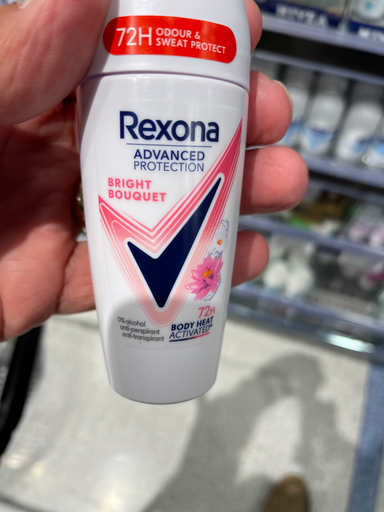 72H ODOUR &
SWEAT PROTECT
Rexona
ADVANCED
PROTECTION
BRIGHT
BOUQUET
72H
BODY HEAT
ACTIVATED*
0% alcohol
anti-perspirant
anti-transpirant
NIVEA